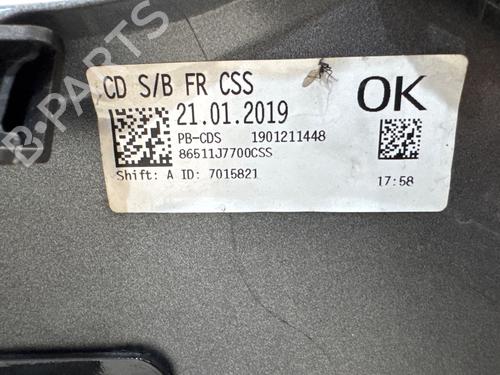 CD S/B FR CSS
OK
21.01.2019
PB-CDS 1901211448
86511J7700CSS
Shift: A ID: 7015821
17:58
B-PARTS